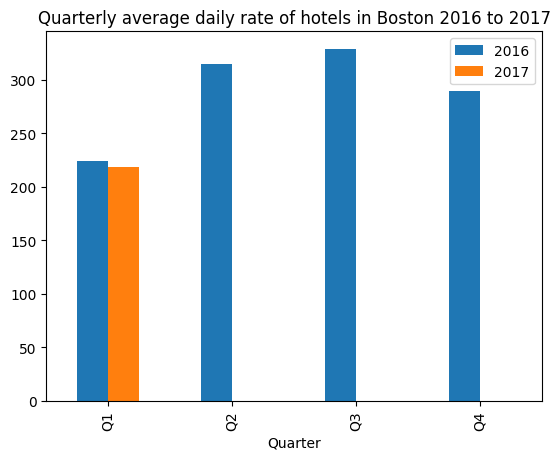 Quarterly average daily rate of hotels in Boston 2016 to 2017
2016
2017
300
250
200
150
100
50
0
Q1
Q2
Q3
Q4
Quarter